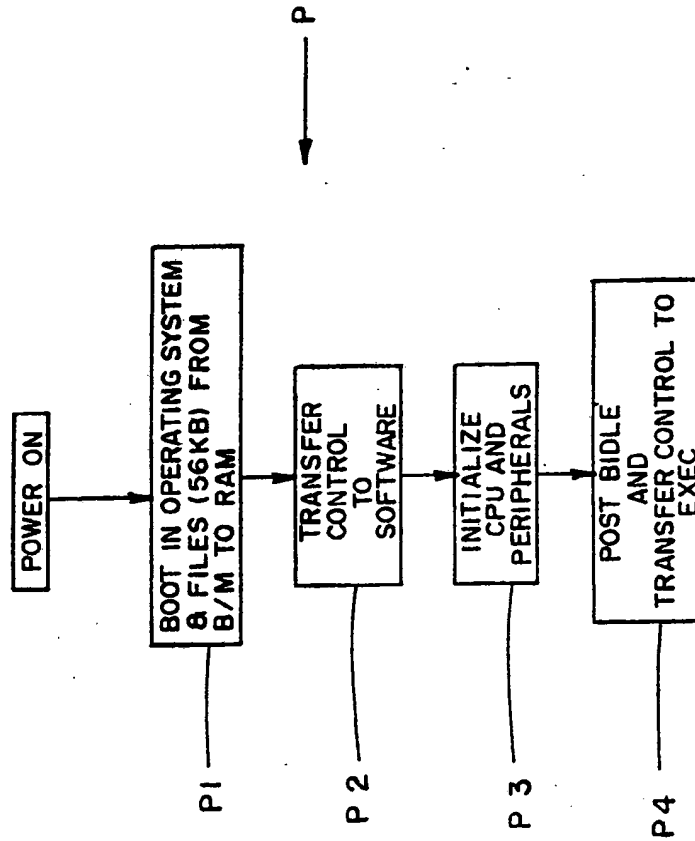 POWER ON
P
P1
BOOT IN OPERATING SYSTEM
& FILES (56KB) FROM
B/M TO RAM
P 2
TRANSFER
CONTROL
TO
SOFTWARE
P 3
INITIALIZE
CPU AND
PERIPHERALS
P4
POST BIDLE
AND
TRANSFER CONTROL TO
EXEC